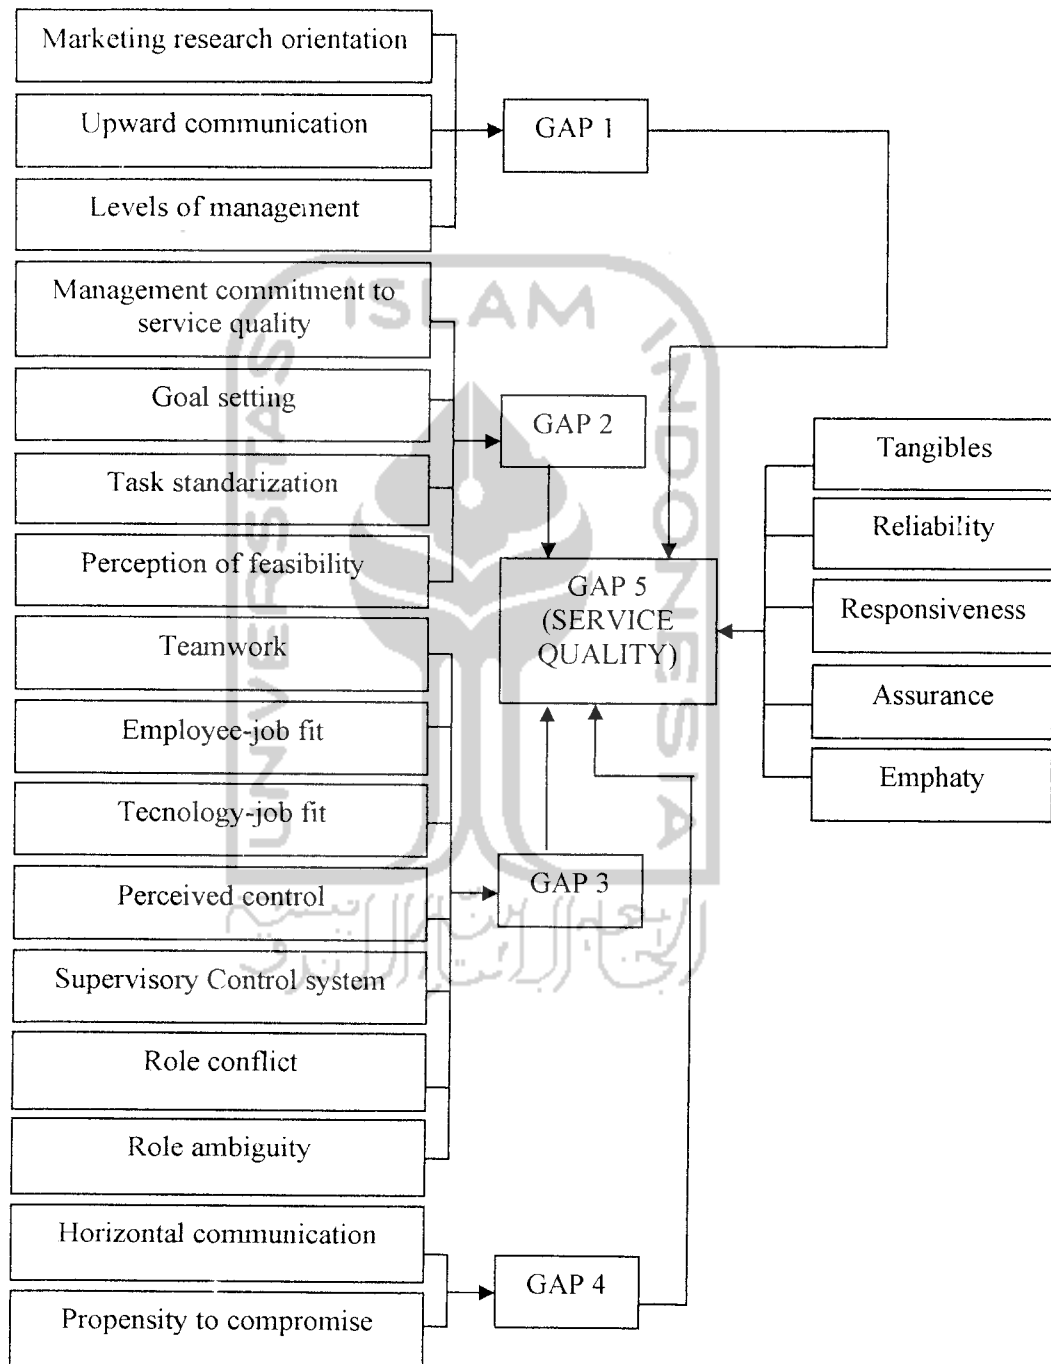 Marketing research orientation
Upward communication
Levels of management
Management commitment to
service quality
Goal setting
Task standarization
Perception of feasibility
Teamwork
Employee-job fit
Tecnology-job fit
Perceived control
Supervisory Control system
Role conflict
Role ambiguity
Horizontal communication
Propensity to compromise
GAP 1
GAP 2
GAP 5
(SERVICE
QUALITY)
GAP 3
GAP 4
Tangibles
Reliability
Responsiveness
Assurance
Emphaty
UNIVERSITAS
ISLAM
INDONESIA